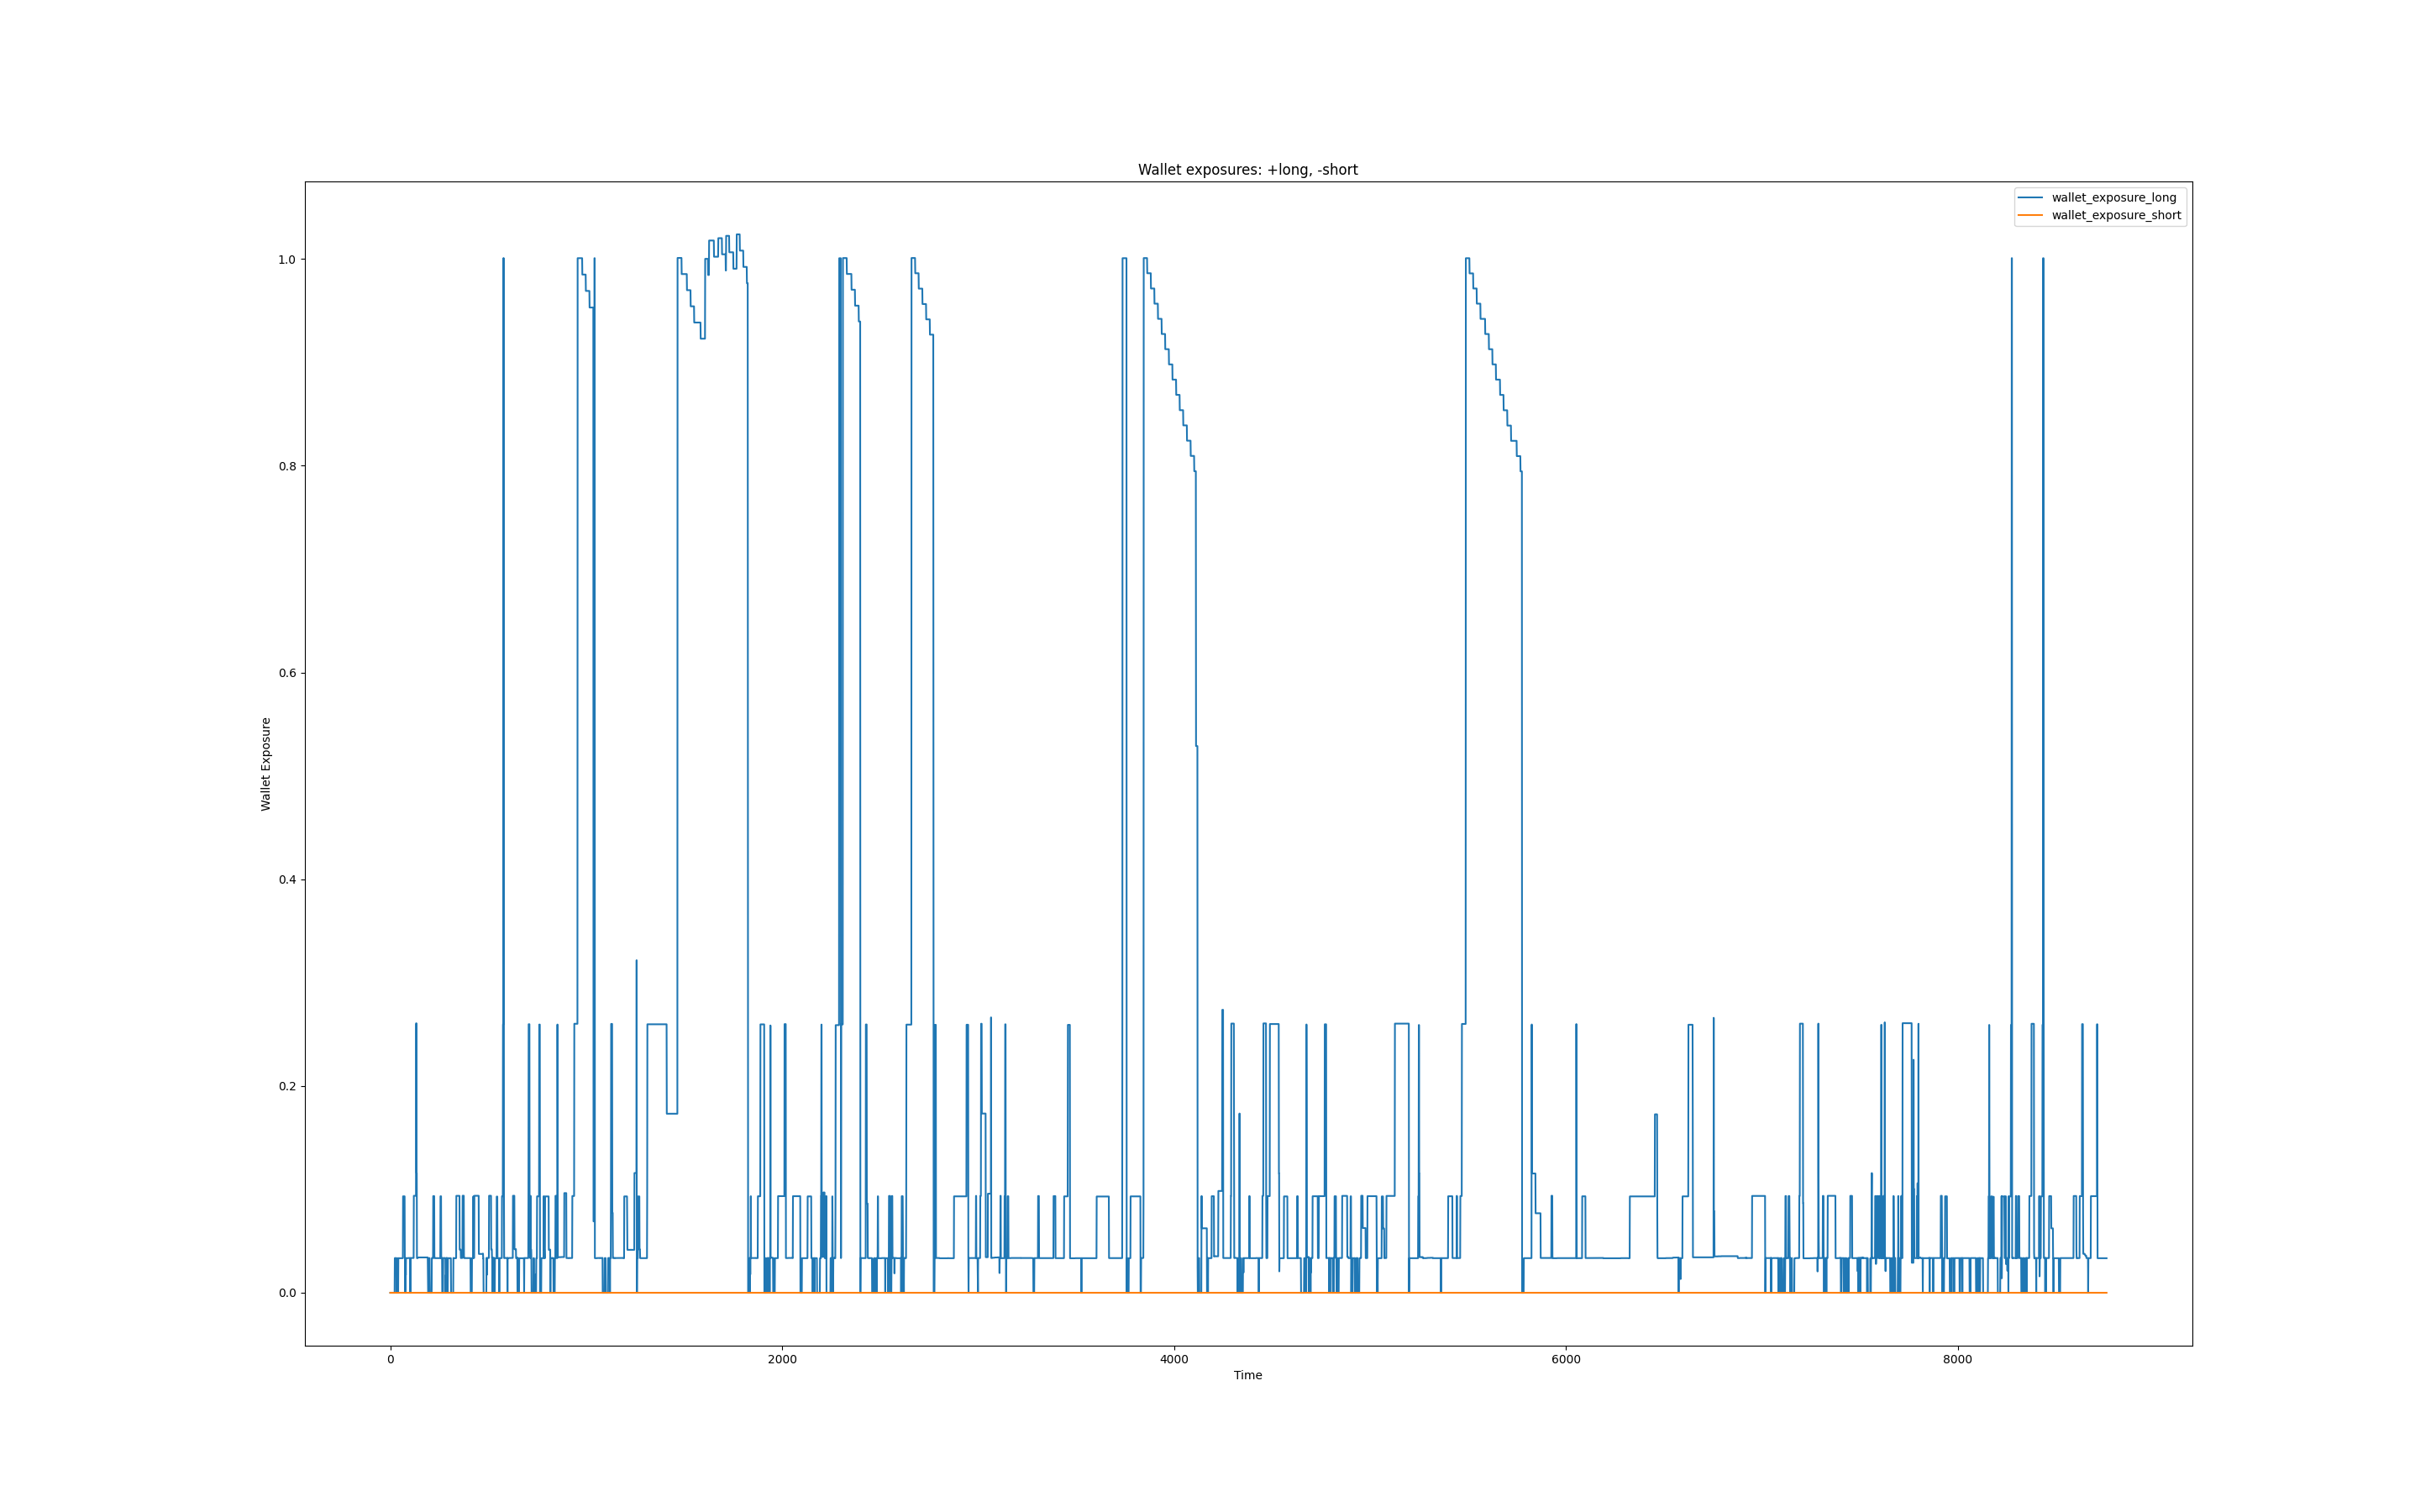 Wallet exposures: +long, -short
wallet_exposure_long
wallet_exposure_short
1.0
0.8
0.6
0.4
0.2
0.0
Wallet Exposure
0 2000 4000 6000 8000
Time